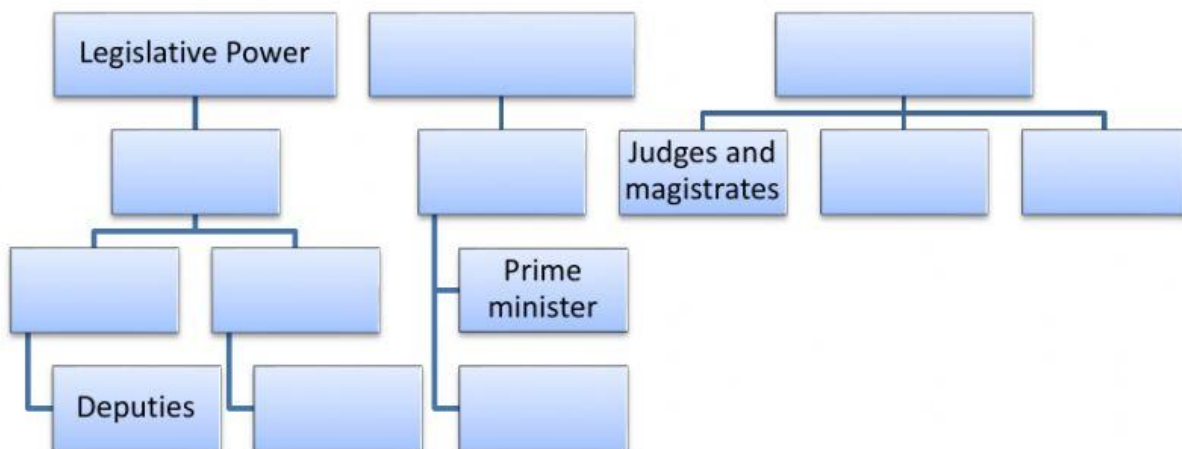 Legislative Power
Judges and
magistrates
Prime
minister
Deputies